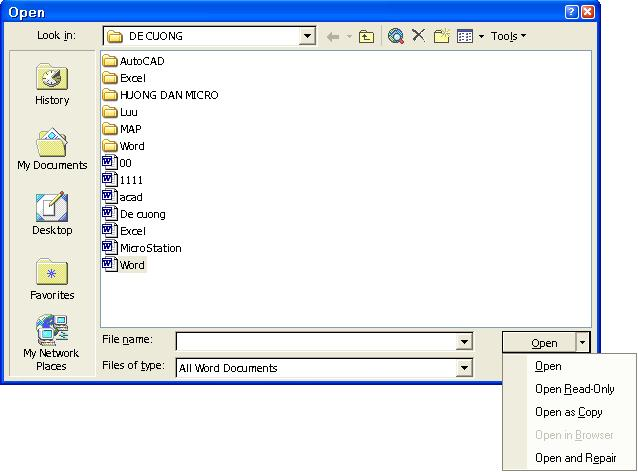 Open
Look in: DE CUONG Tools
AutoCAD
Excel
HUONG DAN MICRO
Luu
MAP
Word
00
1111
acad
De cuong
Excel
MicroStation
Word
History
My Documents
Desktop
Favorites
My Network
Places
File name: Open
Files of type: All Word Documents
Open
Open Read-Only
Open as Copy
Open in Browser
Open and Repair